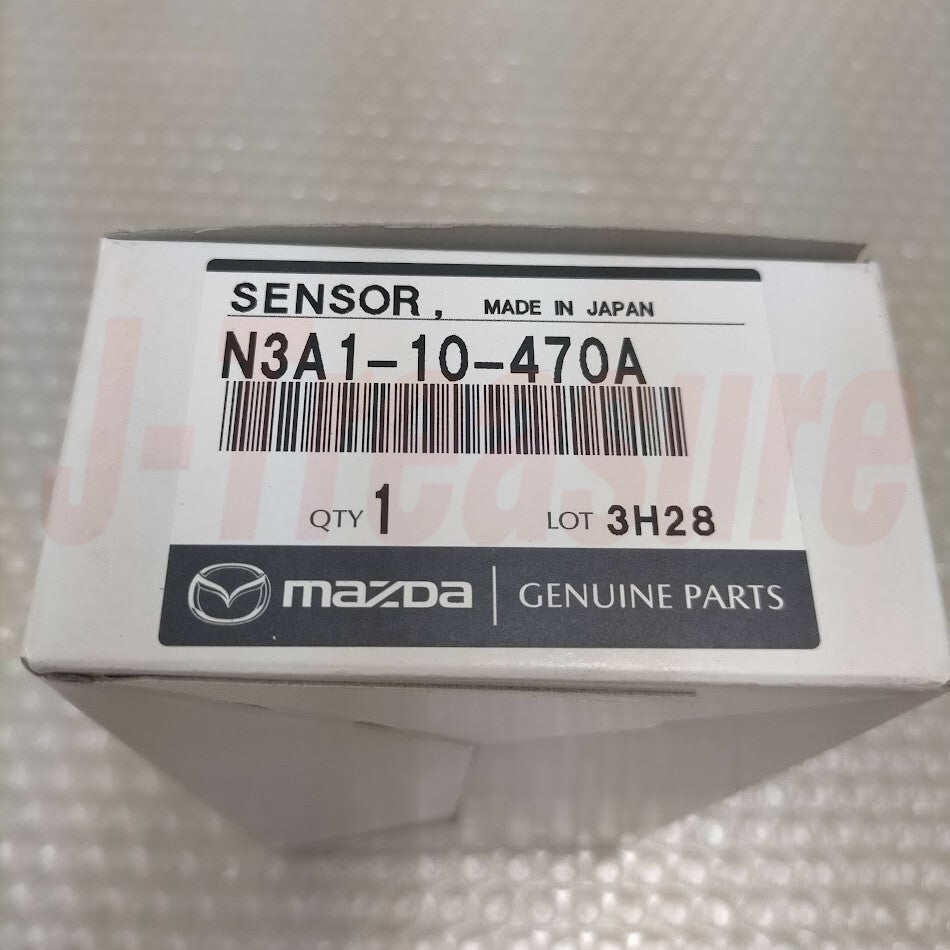 SENSOR, MADE IN JAPAN
N3A1-10-470A
QTY 1 LOT 3H28
mazda GENUINE PARTS
J-Treasure